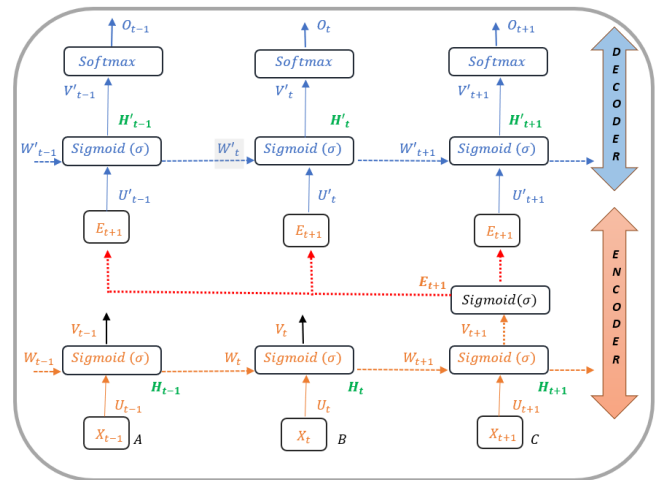 O_{t-1} O_t O_{t+1}
Softmax Softmax Softmax
V'_{t-1} V'_t V'_{t+1}
H'_{t-1} H'_t H'_{t+1}
W'_{t-1} Sigmoid (σ) W'_t Sigmoid (σ) W'_{t+1} Sigmoid (σ)
U'_{t-1} U'_t U'_{t+1}
E_{t+1} E_{t+1} E_{t+1}
E_{t+1} Sigmoid(σ)
V_{t-1} V_t V_{t+1}
W_{t-1} Sigmoid (σ) W_t Sigmoid (σ) W_{t+1} Sigmoid (σ)
H_{t-1} H_t H_{t+1}
U_{t-1} U_t U_{t+1}
X_{t-1} A X_t B X_{t+1} C
DECODER
ENCODER